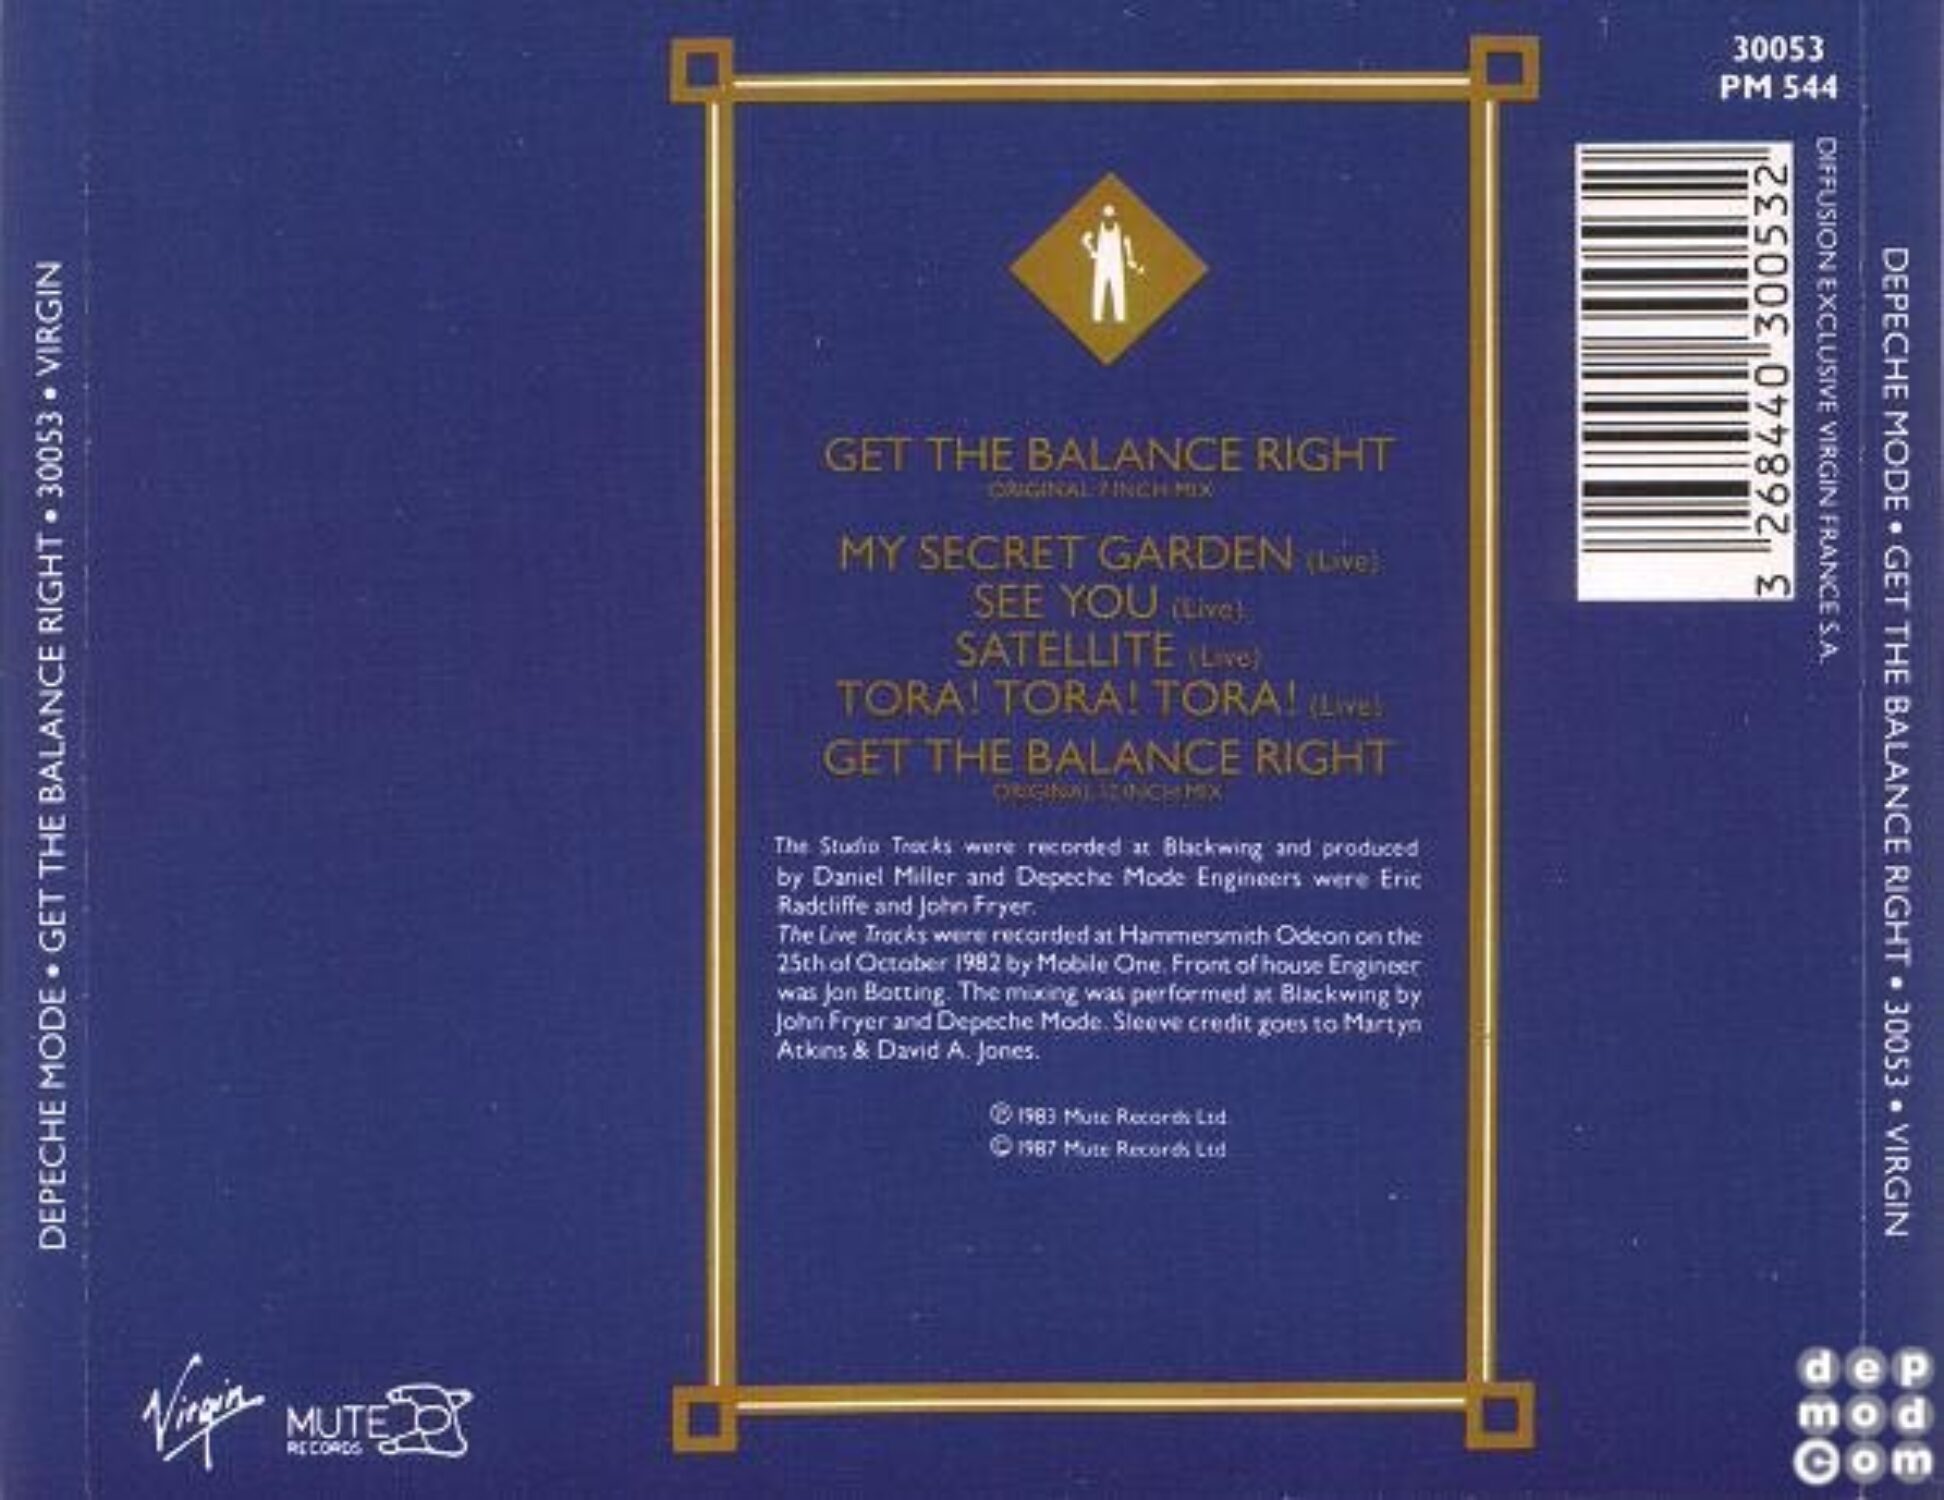 DEPECHE MODE • GET THE BALANCE RIGHT • 30053 • VIRGIN
30053
PM 544
3 268440 300532
DIFFUSION EXCLUSIVE VIRGIN FRANCE S.A.
DEPECHE MODE • GET THE BALANCE RIGHT • 30053 • VIRGIN
GET THE BALANCE RIGHT
ORIGINAL 7 INCH MIX
MY SECRET GARDEN (Live)
SEE YOU (Live)
SATELLITE (Live)
TORA! TORA! TORA! (Live)
GET THE BALANCE RIGHT
ORIGINAL 12 INCH MIX
The Studio Tracks were recorded at Blackwing and produced
by Daniel Miller and Depeche Mode Engineers were Eric
Radcliffe and John Fryer.
The Live Tracks were recorded at Hammersmith Odeon on the
25th of October 1982 by Mobile One. Front of house Engineer
was Jon Botting. The mixing was performed at Blackwing by
John Fryer and Depeche Mode. Sleeve credit goes to Martyn
Atkins & David A. Jones.
℗ 1983 Mute Records Ltd.
© 1987 Mute Records Ltd
Virgin
MUTE
RECORDS
dep
mod
com